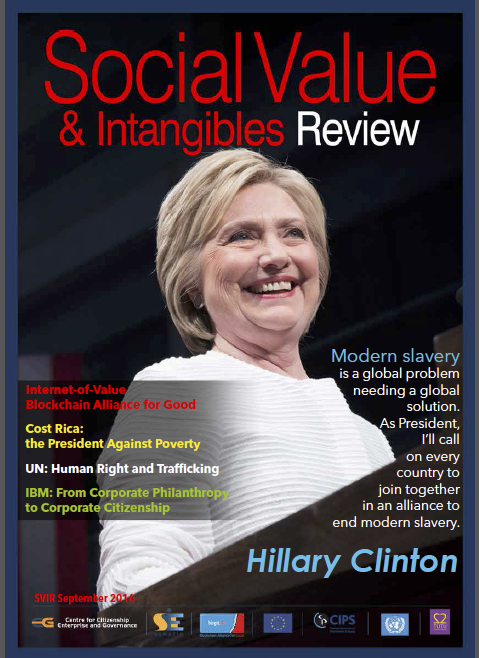 Social Value
& Intangibles Review
Modern slavery
is a global problem
needing a global
solution.
As President,
I'll call
on every
country to
join together
in an alliance to
end modern slavery.
Hillary Clinton
Internet-of-Value
Blockchain Alliance for Good
Cost Rica:
the President Against Poverty
UN: Human Right and Trafficking
IBM: From Corporate Philanthropy
to Corporate Citizenship
SVIR September 2016
Centre for Citizenship
Enterprise and Governance
CIPS